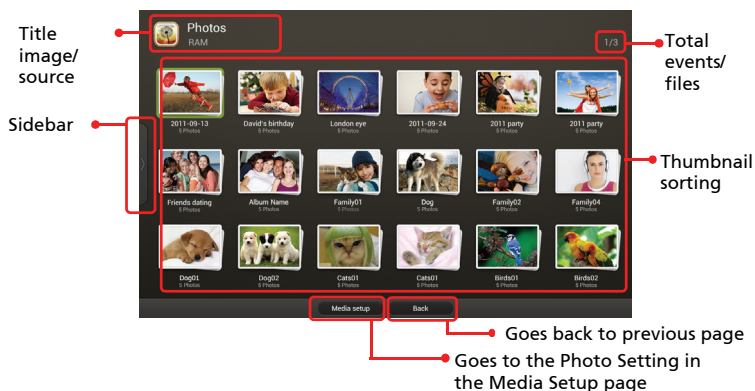 Title
image/
source
Photos
RAM
1/3
Total
events/
files
Sidebar
2011-09-13
5 Photos
David's birthday
5 Photos
London eye
5 Photos
2011-09-24
5 Photos
2011 party
5 Photos
2011 party
5 Photos
Thumbnail
sorting
Friends dating
5 Photos
Album Name
5 Photos
Family01
5 Photos
Dog
5 Photos
Family02
5 Photos
Family04
5 Photos
Dog01
5 Photos
Dog02
5 Photos
Cats01
5 Photos
Cats01
5 Photos
Birds01
5 Photos
Birds02
5 Photos
Media setup
Back
Goes back to previous page
Goes to the Photo Setting in
the Media Setup page